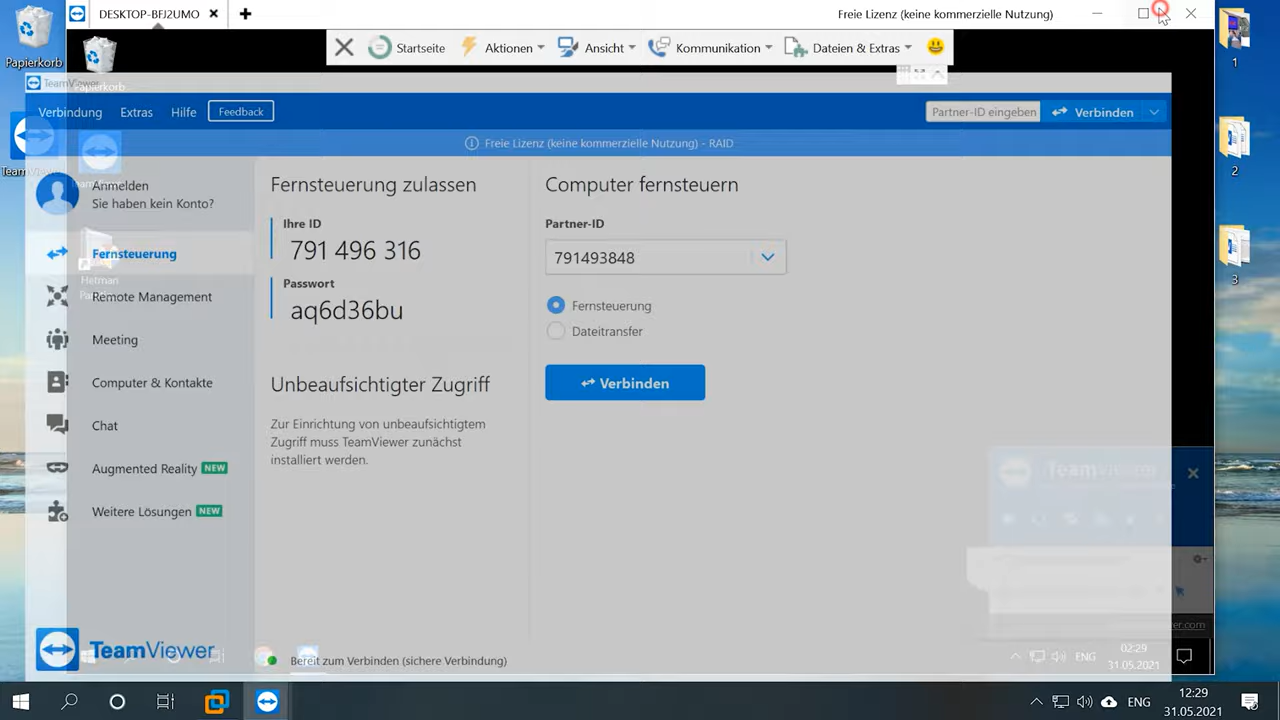 DESKTOP-BFJ2UMO
Freie Lizenz (keine kommerzielle Nutzung)
Papierkorb
Startseite
Aktionen
Ansicht
Kommunikation
Dateien & Extras
1
TeamViewer
Papierkorb
Verbindung
Extras
Hilfe
Feedback
Partner-ID eingeben
Verbinden
Freie Lizenz (keine kommerzielle Nutzung) - RAID
2
Anmelden
Sie haben kein Konto?
Fernsteuerung zulassen
Computer fernsteuern
Ihre ID
791 496 316
Partner-ID
791493848
Fernsteuerung
3
Hetman
Passwort
aq6d36bu
Fernsteuerung
Dateitransfer
Remote Management
Meeting
Verbinden
Computer & Kontakte
Unbeaufsichtigter Zugriff
Chat
Zur Einrichtung von unbeaufsichtigtem
Zugriff muss TeamViewer zunächst
installiert werden.
Augmented Reality NEW
TeamViewer
Weitere Lösungen NEW
TeamViewer
Bereit zum Verbinden (sichere Verbindung)
ENG
02:29
31.05.2021
ENG
12:29
31.05.2021